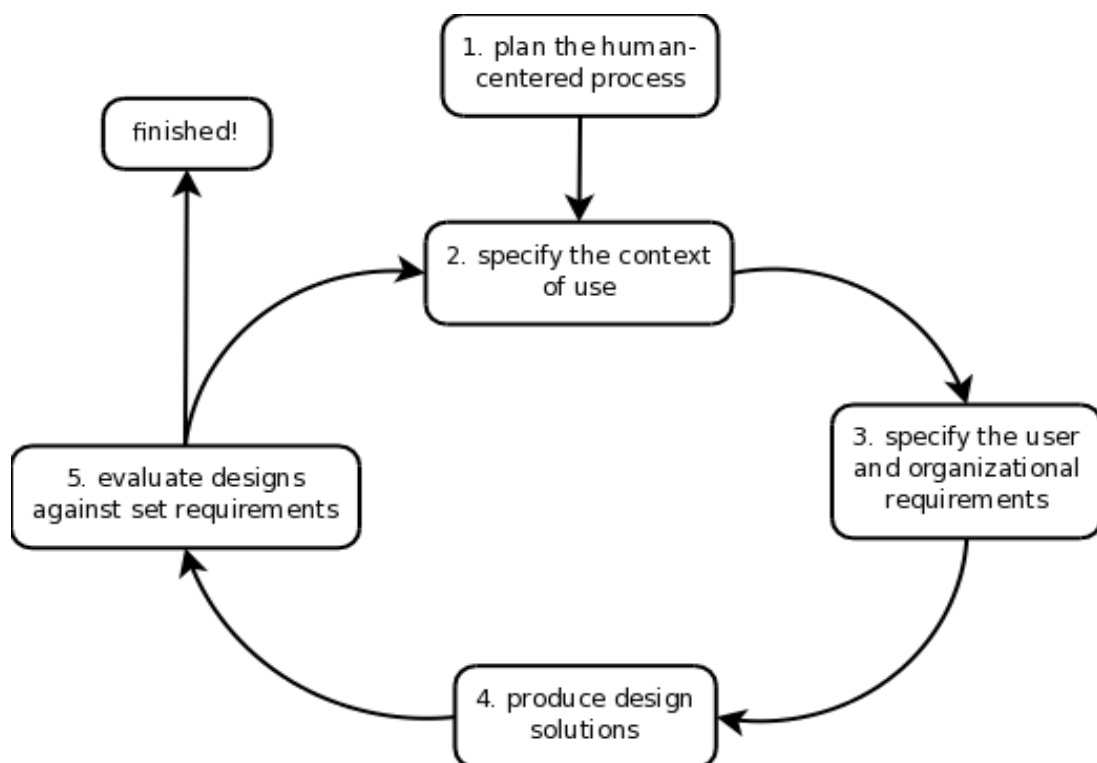 1. plan the human-
centered process
finished!
2. specify the context
of use
3. specify the user
and organizational
requirements
4. produce design
solutions
5. evaluate designs
against set requirements